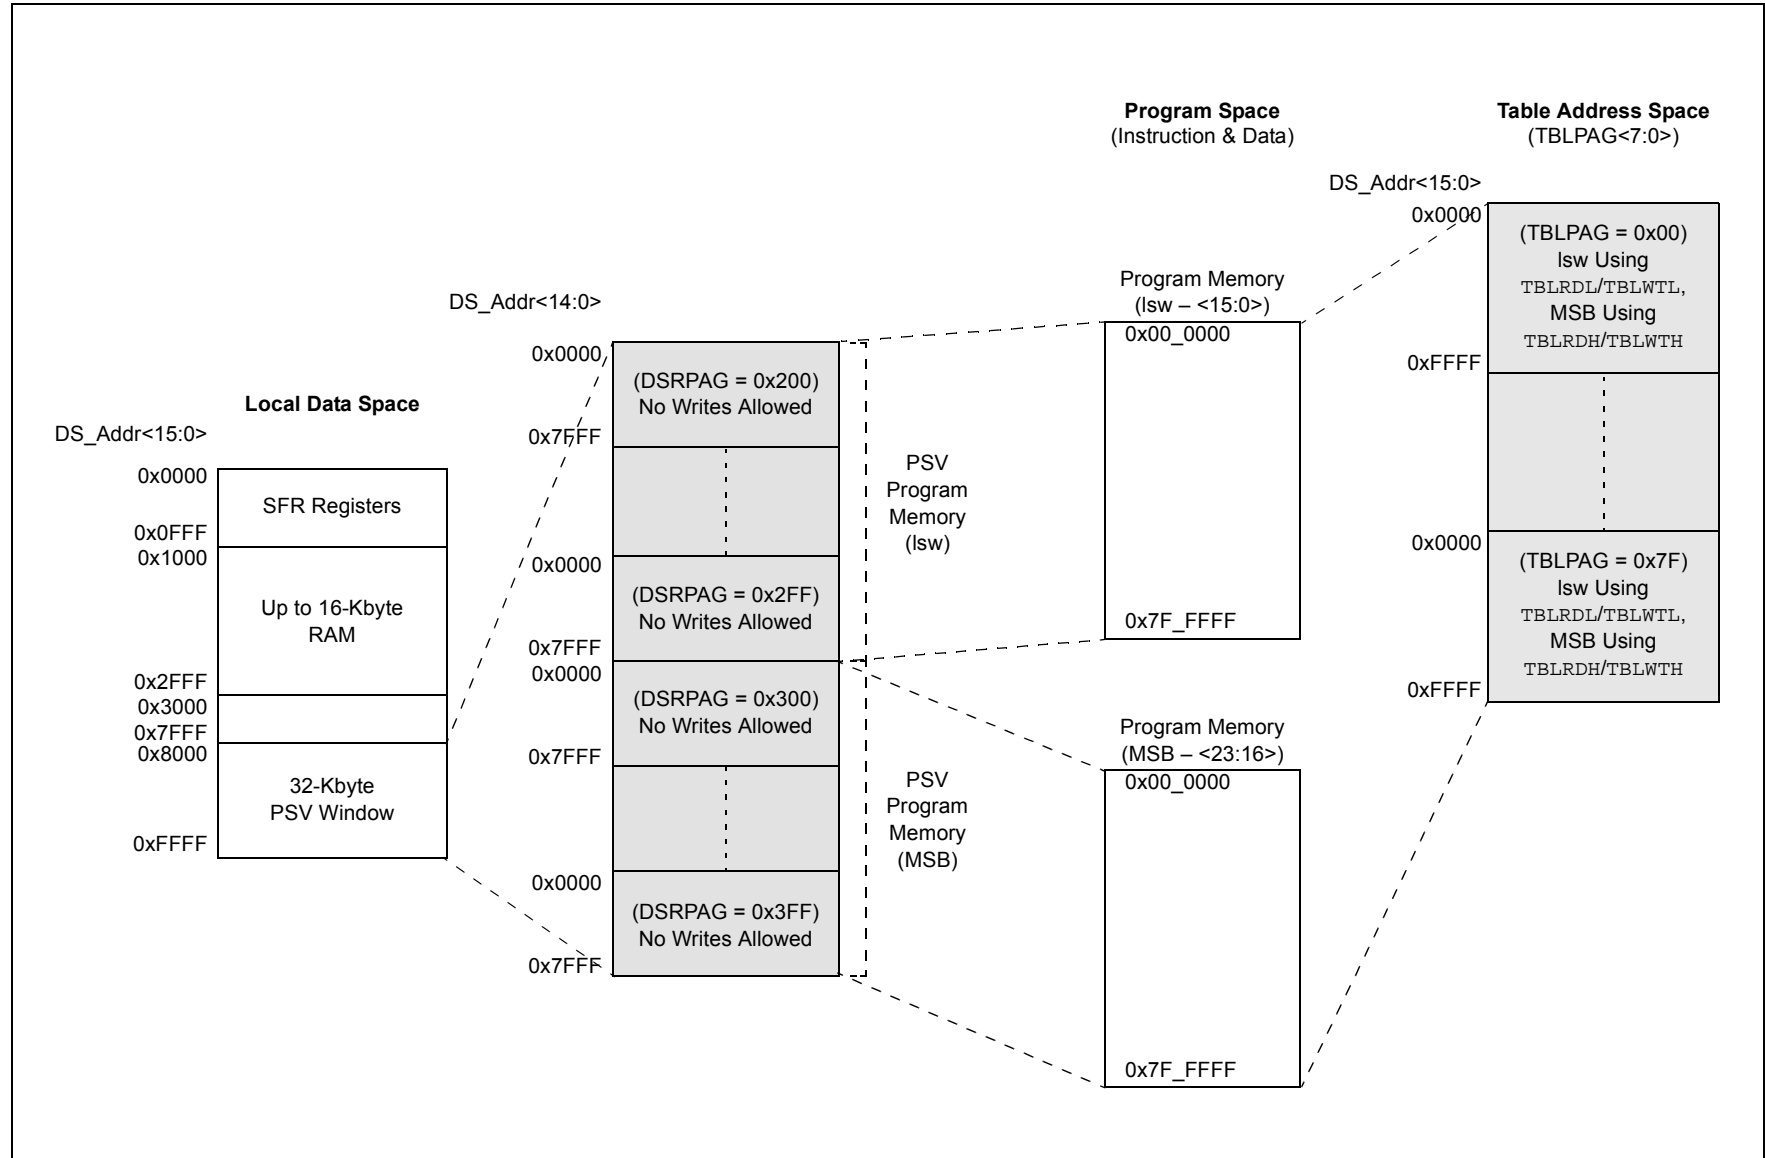 Program Space
(Instruction & Data)
Table Address Space
(TBLPAG<7:0>)
DS_Addr<15:0>
0x0000
(TBLPAG = 0x00)
lsw Using
TBLRDL/TBLWTL,
MSB Using
TBLRDH/TBLWTH
0xFFFF
0x0000
(TBLPAG = 0x7F)
lsw Using
TBLRDL/TBLWTL,
MSB Using
TBLRDH/TBLWTH
0xFFFF
Program Memory
(lsw – <15:0>)
0x00_0000
0x7F_FFFF
Program Memory
(MSB – <23:16>)
0x00_0000
0x7F_FFFF
DS_Addr<14:0>
0x0000
(DSRPAG = 0x200)
No Writes Allowed
0x7FFF
0x0000
(DSRPAG = 0x2FF)
No Writes Allowed
0x7FFF
0x0000
(DSRPAG = 0x300)
No Writes Allowed
0x7FFF
0x0000
(DSRPAG = 0x3FF)
No Writes Allowed
0x7FFF
PSV
Program
Memory
(lsw)
PSV
Program
Memory
(MSB)
Local Data Space
DS_Addr<15:0>
0x0000
SFR Registers
0x0FFF
0x1000
Up to 16-Kbyte
RAM
0x2FFF
0x3000
0x7FFF
0x8000
32-Kbyte
PSV Window
0xFFFF